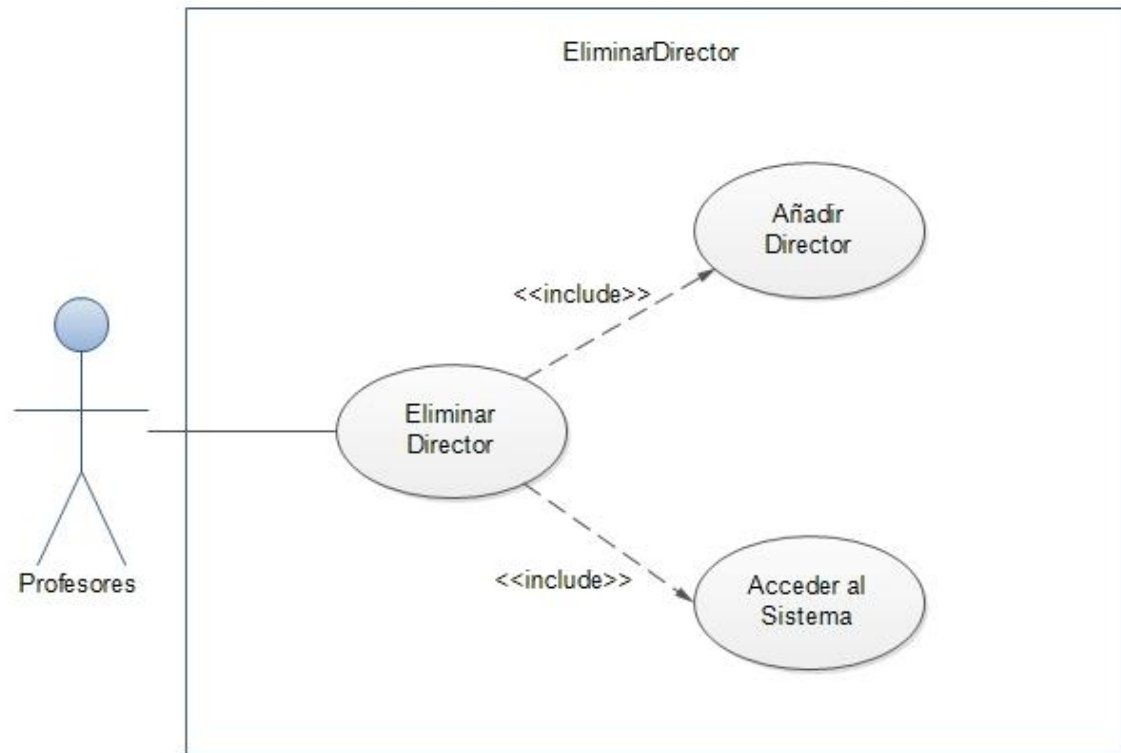 EliminarDirector
Añadir
Director
<<include>>
Eliminar
Director
<<include>>
Profesores
Acceder al
Sistema